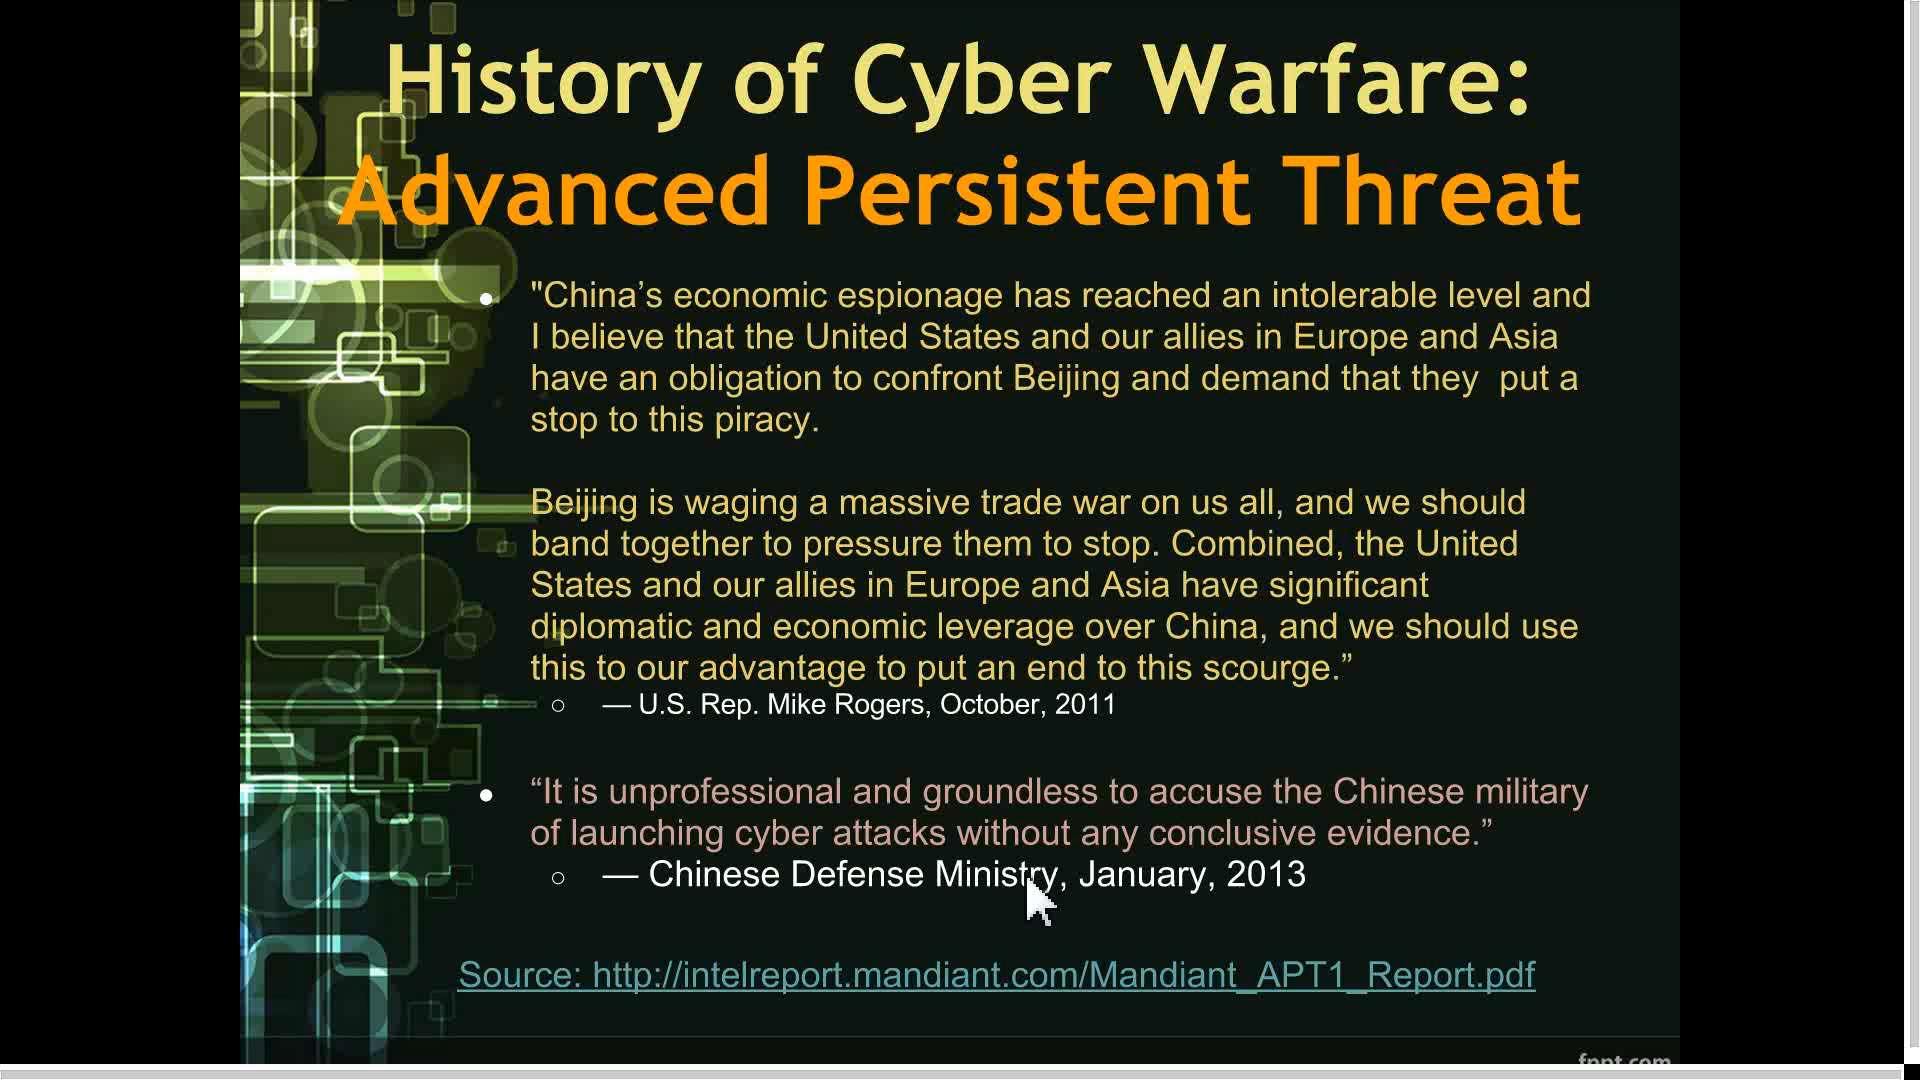 History of Cyber Warfare:
Advanced Persistent Threat
• "China’s economic espionage has reached an intolerable level and
I believe that the United States and our allies in Europe and Asia
have an obligation to confront Beijing and demand that they  put a
stop to this piracy.
Beijing is waging a massive trade war on us all, and we should
band together to pressure them to stop. Combined, the United
States and our allies in Europe and Asia have significant
diplomatic and economic leverage over China, and we should use
this to our advantage to put an end to this scourge.”
○ — U.S. Rep. Mike Rogers, October, 2011
• “It is unprofessional and groundless to accuse the Chinese military
of launching cyber attacks without any conclusive evidence.”
○ — Chinese Defense Ministry, January, 2013
Source: http://intelreport.mandiant.com/Mandiant_APT1_Report.pdf
fppt.com